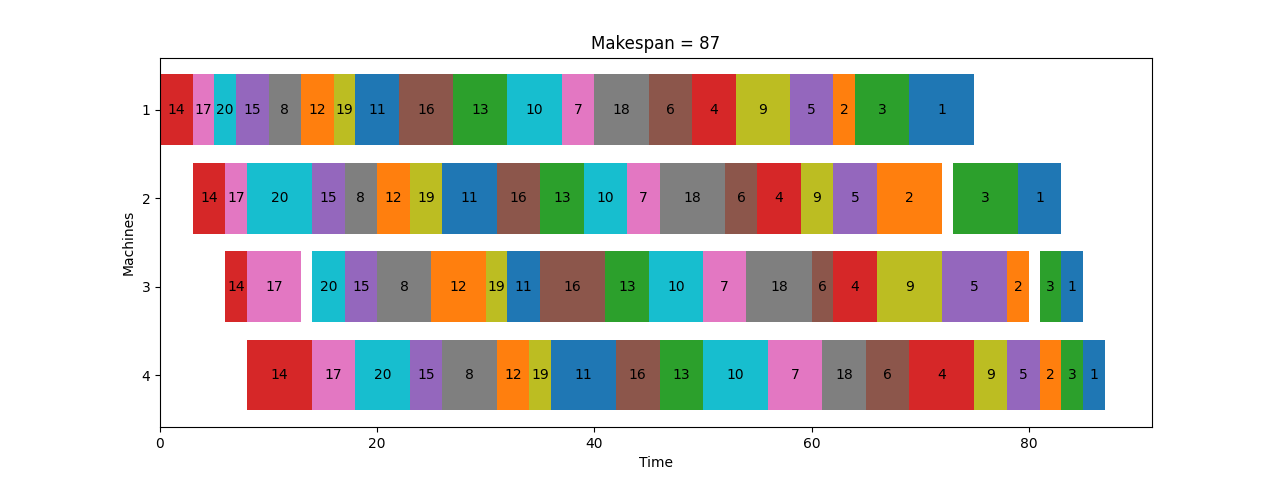 Makespan = 87
1 14 17 20 15 8 12 19 11 16 13 10 7 18 6 4 9 5 2 3 1
2 14 17 20 15 8 12 19 11 16 13 10 7 18 6 4 9 5 2 3 1
3 14 17 20 15 8 12 19 11 16 13 10 7 18 6 4 9 5 2 3 1
4 14 17 20 15 8 12 19 11 16 13 10 7 18 6 4 9 5 2 3 1
Machines
0 20 40 60 80
Time